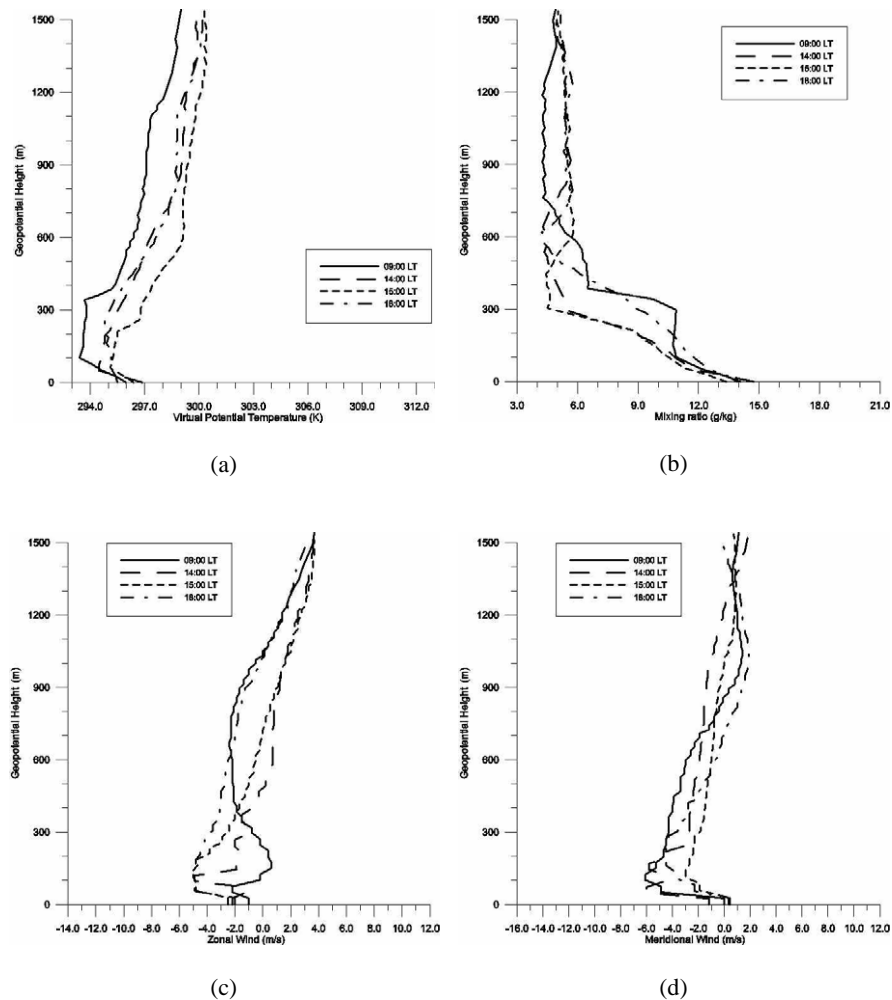 1500
1200
900
600
300
0
Geopotential Height (m)
09:00 LT
14:00 LT
15:00 LT
18:00 LT
294.0 297.0 300.0 303.0 306.0 309.0 312.0
Virtual Potential Temperature (K)
(a)
1500
1200
900
600
300
0
Geopotential Height (m)
09:00 LT
14:00 LT
15:00 LT
18:00 LT
3.0 6.0 9.0 12.0 15.0 18.0 21.0
Mixing ratio (g/kg)
(b)
1500
1200
900
600
300
0
Geopotential Height (m)
09:00 LT
14:00 LT
15:00 LT
18:00 LT
-14.0 -12.0 -10.0 -8.0 -6.0 -4.0 -2.0 0.0 2.0 4.0 6.0 8.0 10.0 12.0
Zonal Wind (m/s)
(c)
1500
1200
900
600
300
0
Geopotential Height (m)
09:00 LT
14:00 LT
15:00 LT
18:00 LT
-16.0 -14.0 -12.0 -10.0 -8.0 -6.0 -4.0 -2.0 0.0 2.0 4.0 6.0 8.0 10.0 12.0
Meridional Wind (m/s)
(d)